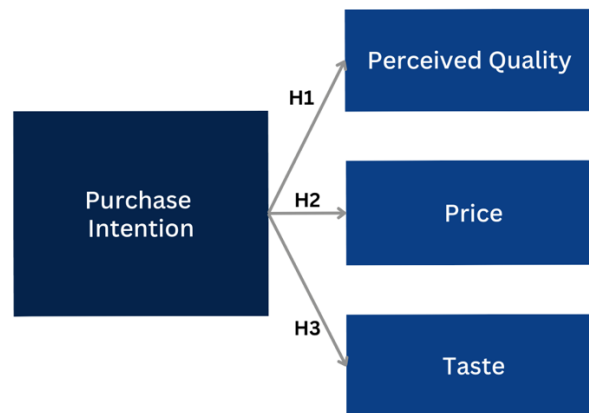 Perceived Quality
H1
Purchase
Intention
H2
Price
H3
Taste